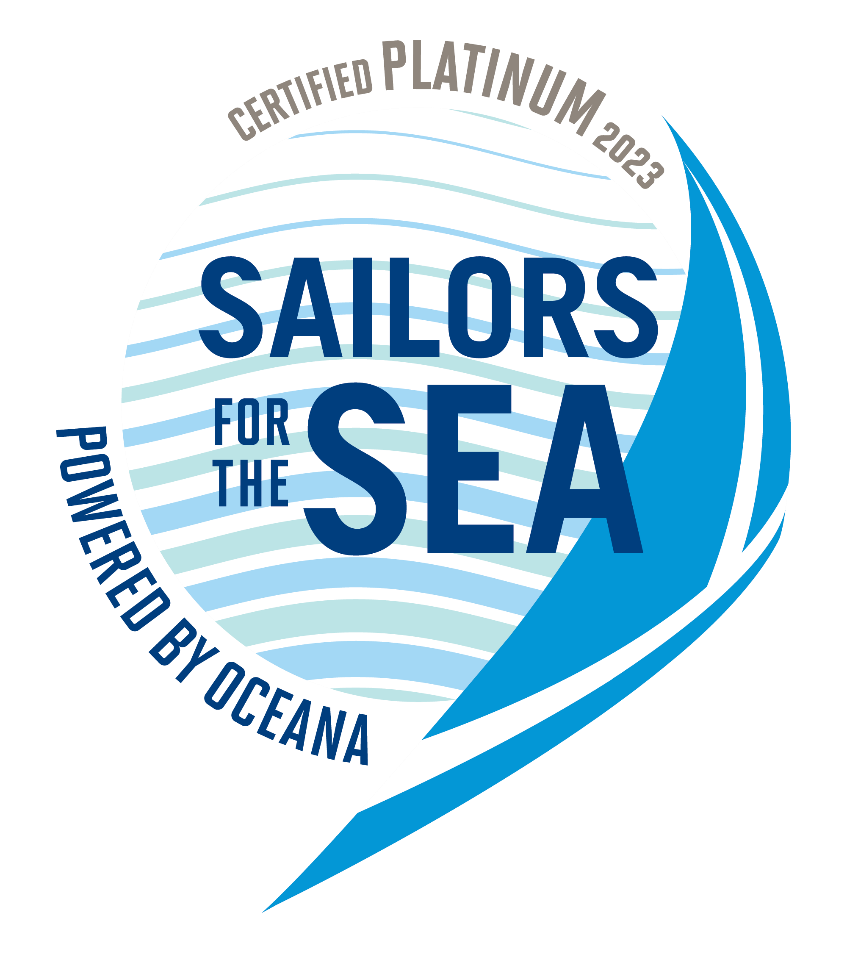 CERTIFIED PLATINUM 2023
SAILORS
FOR THE SEA
POWERED BY OCEANA